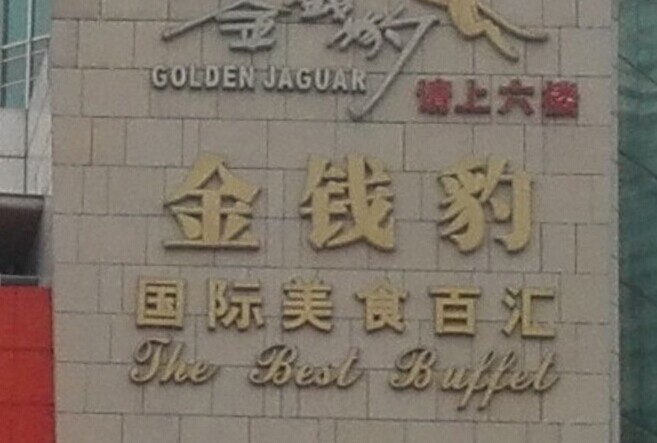 金钱豹
GOLDEN JAGUAR
请上六楼
金钱豹
国际美食百汇
The Best Buffet